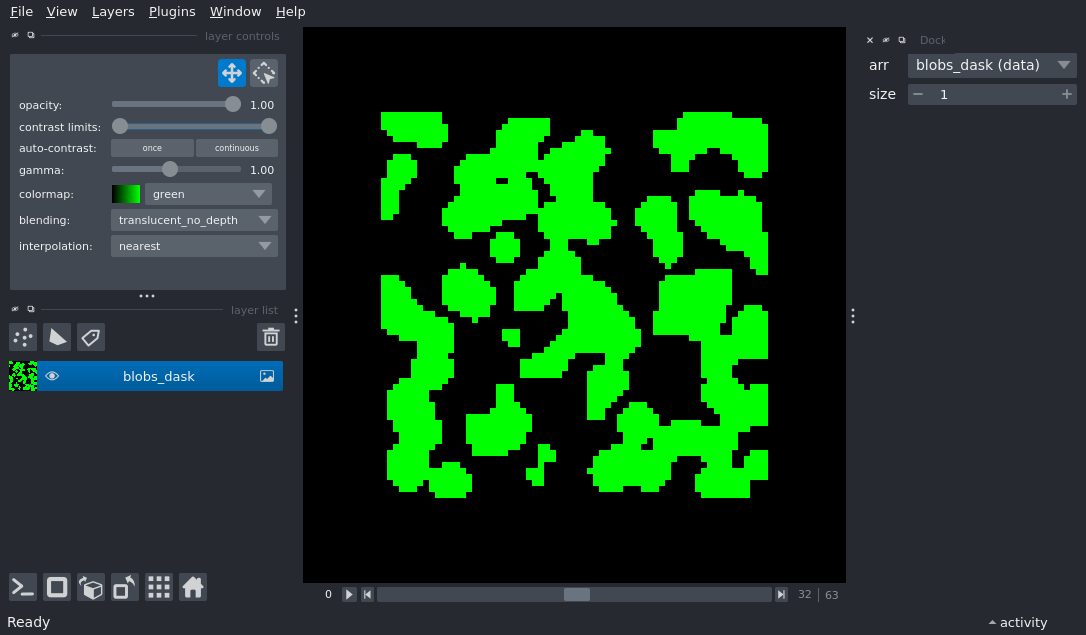 File View Layers Plugins Window Help
layer controls
opacity: 1.00
contrast limits:
auto-contrast: once continuous
gamma: 1.00
colormap: green
blending: translucent_no_depth
interpolation: nearest
layer list
blobs_dask
0 32 63
Ready
Dock
arr blobs_dask (data)
size 1
activity